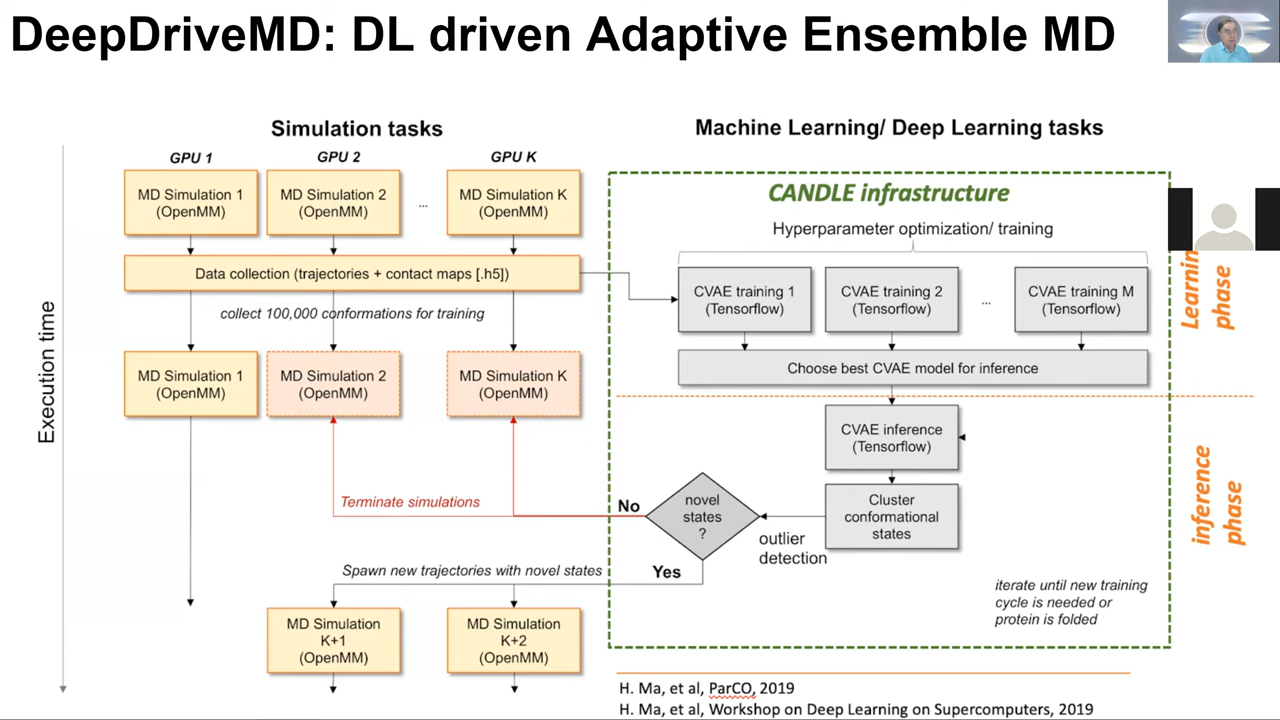 DeepDriveMD: DL driven Adaptive Ensemble MD
Simulation tasks
Machine Learning/ Deep Learning tasks
GPU 1
GPU 2
GPU K
MD Simulation 1
(OpenMM)
MD Simulation 2
(OpenMM)
...
MD Simulation K
(OpenMM)
Data collection (trajectories + contact maps [.h5])
collect 100,000 conformations for training
MD Simulation 1
(OpenMM)
MD Simulation 2
(OpenMM)
MD Simulation K
(OpenMM)
Execution time
Terminate simulations
Spawn new trajectories with novel states
MD Simulation
K+1
(OpenMM)
MD Simulation
K+2
(OpenMM)
CANDLE infrastructure
Hyperparameter optimization/ training
CVAE training 1
(Tensorflow)
CVAE training 2
(Tensorflow)
...
CVAE training M
(Tensorflow)
Choose best CVAE model for inference
Learning
phase
CVAE inference
(Tensorflow)
Cluster
conformational
states
outlier
detection
novel
states
?
No
Yes
inference
phase
iterate until new training
cycle is needed or
protein is folded
H. Ma, et al, ParCO, 2019
H. Ma, et al, Workshop on Deep Learning on Supercomputers, 2019